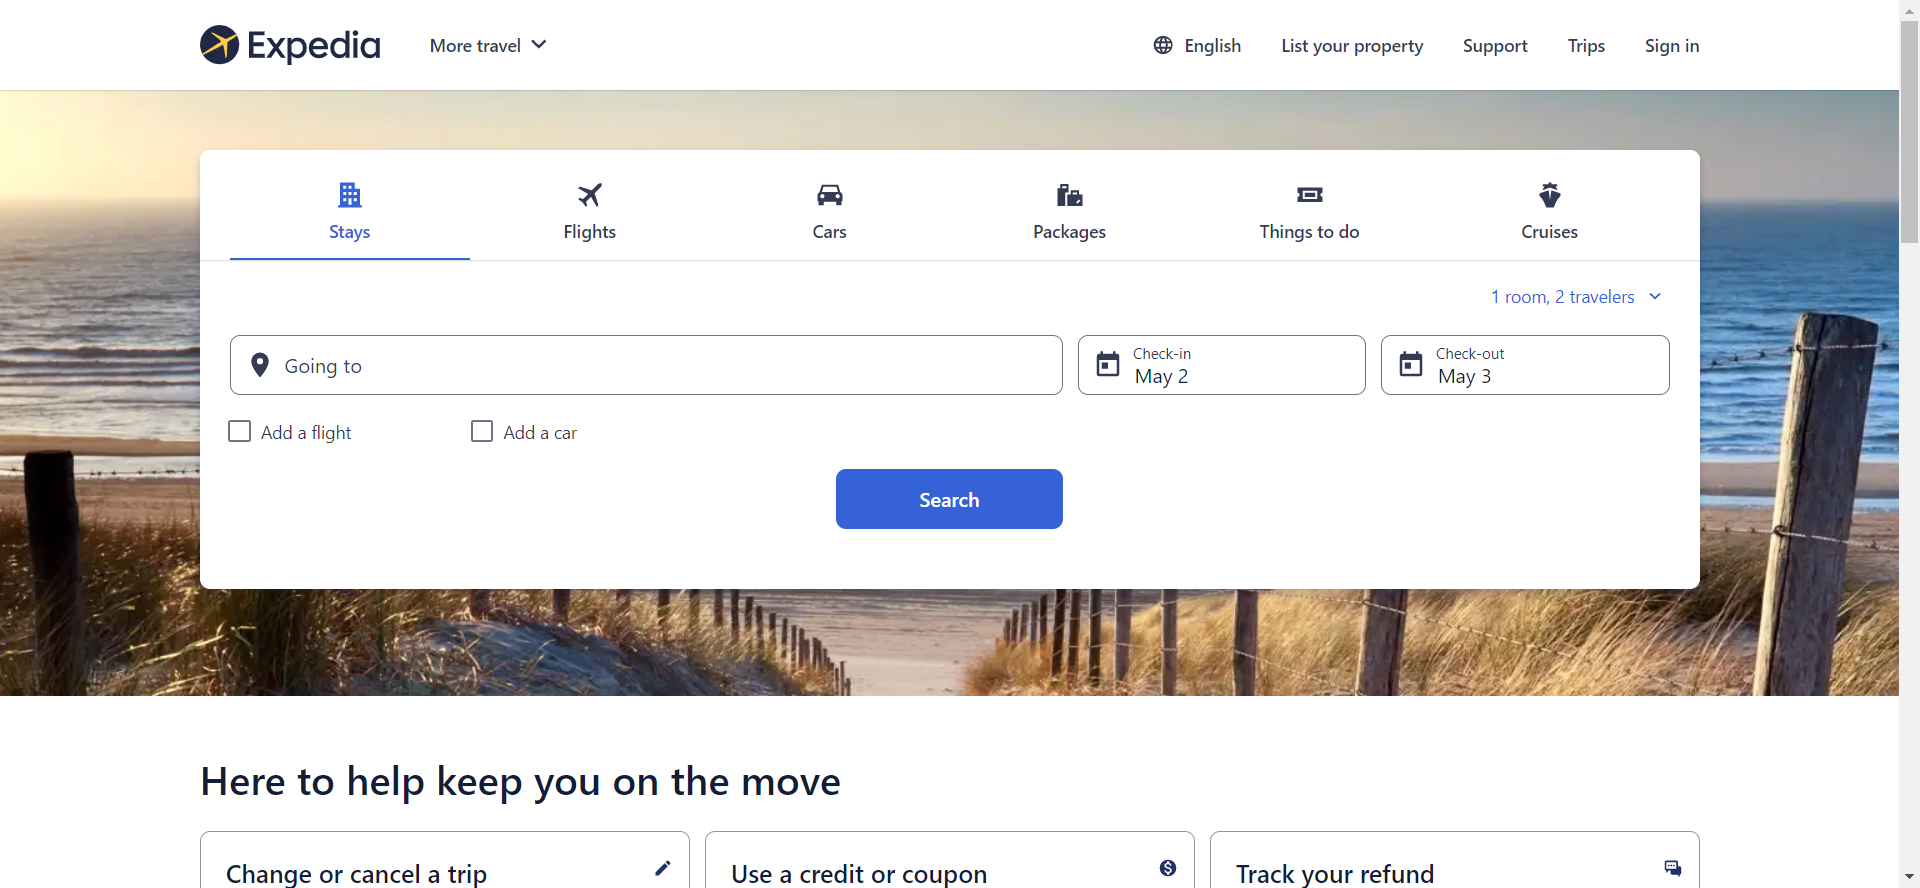 Expedia
More travel
English
List your property
Support
Trips
Sign in
Stays
Flights
Cars
Packages
Things to do
Cruises
1 room, 2 travelers
Going to
Check-in
May 2
Check-out
May 3
Add a flight
Add a car
Search
Here to help keep you on the move
Change or cancel a trip
Use a credit or coupon
Track your refund